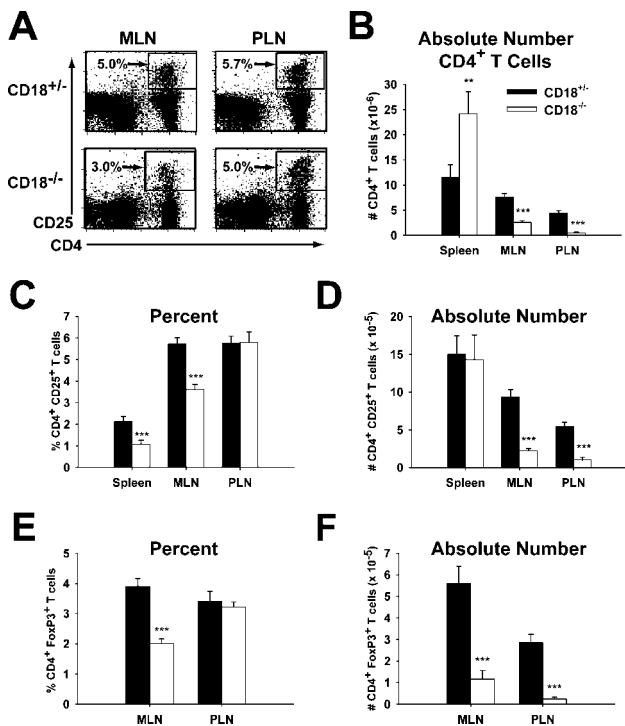 A
MLN
PLN
CD18+/-
5.0%
5.7%
CD18-/-
3.0%
5.0%
CD25
CD4
B
Absolute Number
CD4+ T Cells
# CD4+ T cells (x10-6)
30
25
20
15
10
5
0
**
***
***
CD18+/-
CD18-/-
Spleen
MLN
PLN
C
Percent
% CD4+ CD25+ T cells
7
6
5
4
3
2
1
0
***
***
Spleen
MLN
PLN
D
Absolute Number
# CD4+ CD25+ T cells (x 10-5)
20
15
10
5
0
***
***
Spleen
MLN
PLN
E
Percent
% CD4+ FoxP3+ T cells
5
4
3
2
1
0
***
MLN
PLN
F
Absolute Number
# CD4+ FoxP3+ T cells (x 10-5)
7
6
5
4
3
2
1
0
***
***
MLN
PLN